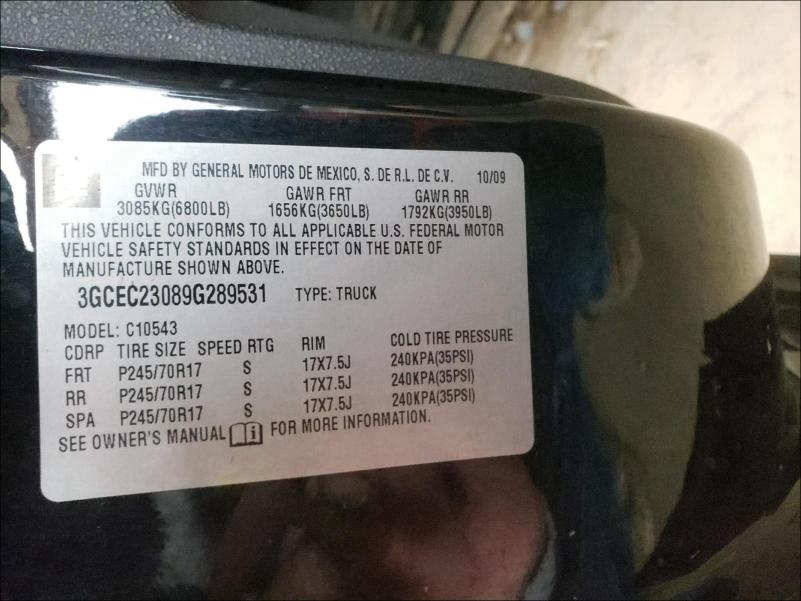 MFD BY GENERAL MOTORS DE MEXICO, S. DE R.L. DE C.V. 10/09
GVWR GAWR FRT GAWR RR
3085KG(6800LB) 1656KG(3650LB) 1792KG(3950LB)
THIS VEHICLE CONFORMS TO ALL APPLICABLE U.S. FEDERAL MOTOR
VEHICLE SAFETY STANDARDS IN EFFECT ON THE DATE OF
MANUFACTURE SHOWN ABOVE.
3GCEC23089G289531 TYPE: TRUCK
MODEL: C10543
CDRP TIRE SIZE SPEED RTG RIM COLD TIRE PRESSURE
FRT P245/70R17 S 17X7.5J 240KPA(35PSI)
RR P245/70R17 S 17X7.5J 240KPA(35PSI)
SPA P245/70R17 S 17X7.5J 240KPA(35PSI)
SEE OWNER'S MANUAL FOR MORE INFORMATION.